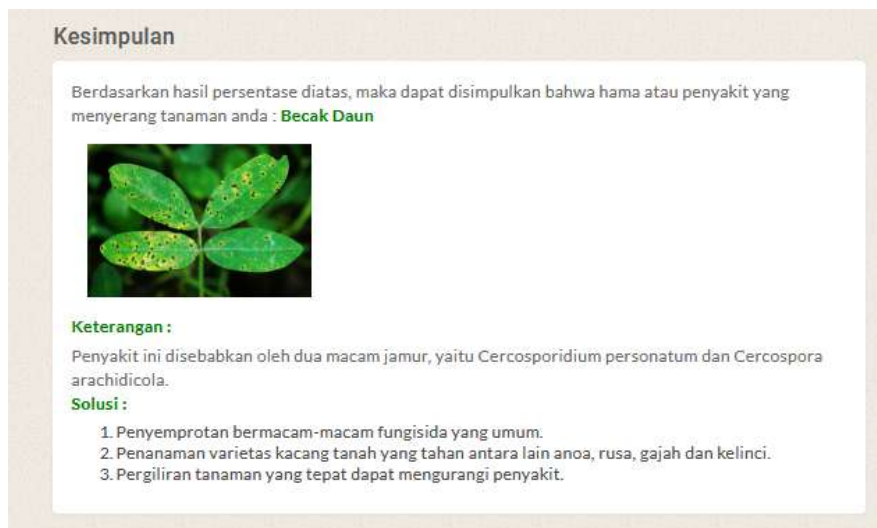 Kesimpulan
Berdasarkan hasil persentase diatas, maka dapat disimpulkan bahwa hama atau penyakit yang
menyerang tanaman anda : Becak Daun
Keterangan :
Penyakit ini disebabkan oleh dua macam jamur, yaitu Cercosporidium personatum dan Cercospora
arachidicola.
Solusi :
1. Penyemprotan bermacam-macam fungisida yang umum.
2. Penanaman varietas kacang tanah yang tahan antara lain anoa, rusa, gajah dan kelinci.
3. Pergiliran tanaman yang tepat dapat mengurangi penyakit.